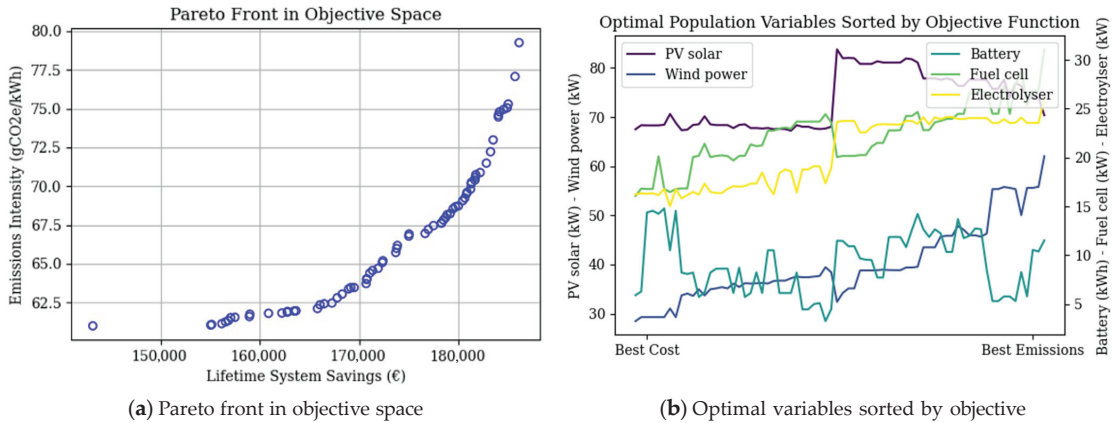 Pareto Front in Objective Space
Emissions Intensity (gCO2e/kWh)
80.0
77.5
75.0
72.5
70.0
67.5
65.0
62.5
150,000 160,000 170,000 180,000
Lifetime System Savings (€)
(a) Pareto front in objective space
Optimal Population Variables Sorted by Objective Function
PV solar (kW) - Wind power (kW)
80
70
60
50
40
30
PV solar
Wind power
Battery
Fuel cell
Electrolyser
30
25
20
15
10
5
Battery (kWh) - Fuel cell (kW) - Electroylser (kW)
Best Cost Best Emissions
(b) Optimal variables sorted by objective